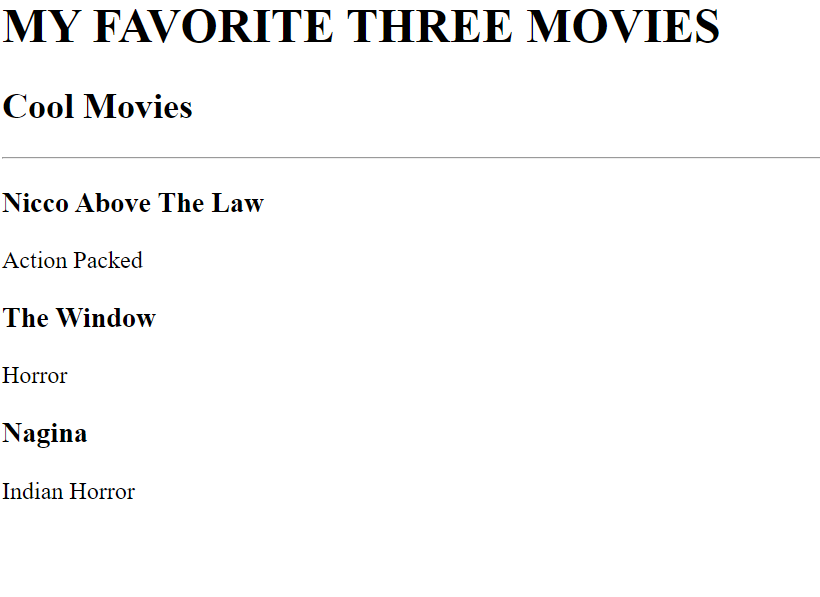 MY FAVORITE THREE MOVIES
Cool Movies
Nicco Above The Law
Action Packed
The Window
Horror
Nagina
Indian Horror